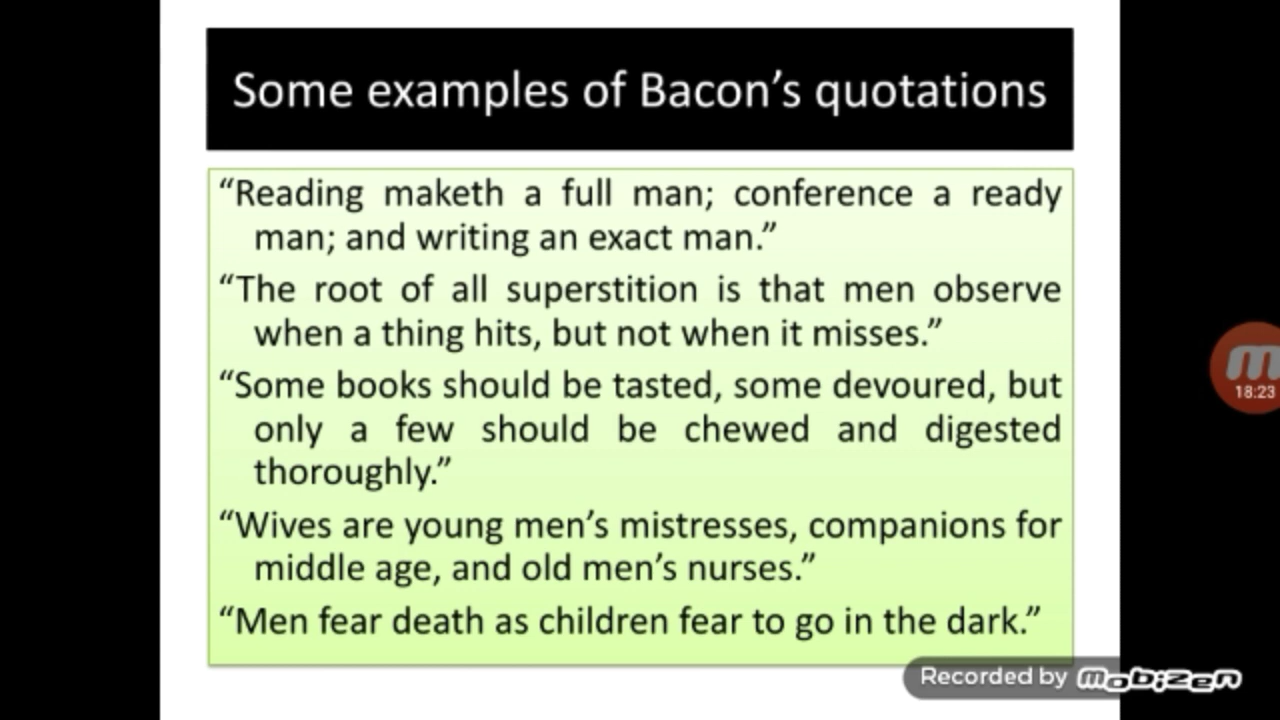 Some examples of Bacon’s quotations
“Reading maketh a full man; conference a ready
man; and writing an exact man.”
“The root of all superstition is that men observe
when a thing hits, but not when it misses.”
“Some books should be tasted, some devoured, but
only a few should be chewed and digested
thoroughly.”
“Wives are young men’s mistresses, companions for
middle age, and old men’s nurses.”
“Men fear death as children fear to go in the dark.”
18:23
Recorded by mobizen